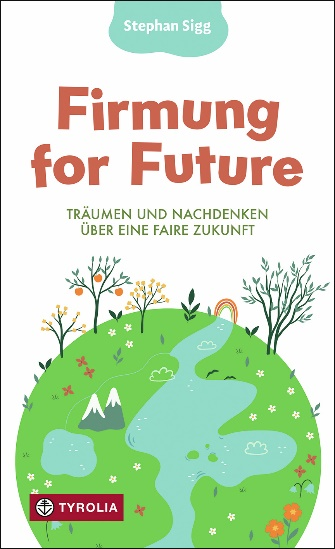 Stephan Sigg
Firmung
for Future
TRÄUMEN UND NACHDENKEN
ÜBER EINE FAIRE ZUKUNFT
TYROLIA